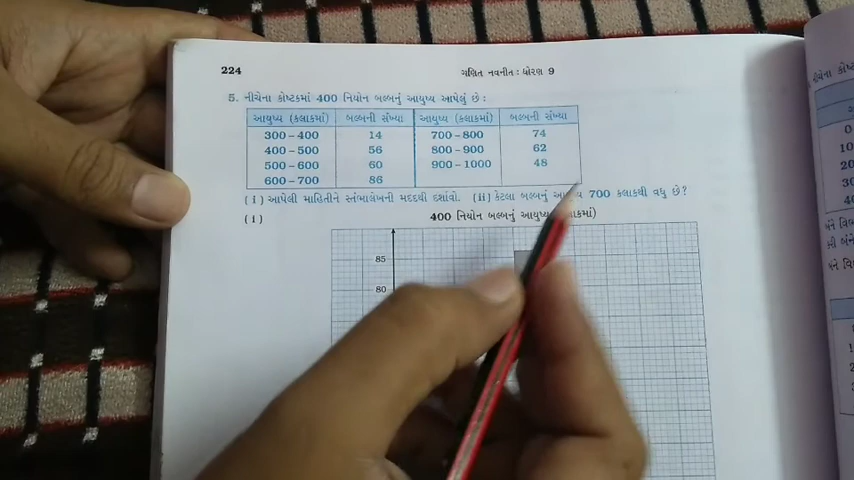 224
ગણિત નવનીત : ધોરણ 9
5. નીચેના કોષ્ટકમાં 400 નિયોન બલ્બનું આયુષ્ય આપેલું છે :
આયુષ્ય (કલાકમાં) બલ્બની સંખ્યા આયુષ્ય (કલાકમાં) બલ્બની સંખ્યા
300 – 400 14 700 – 800 74
400 – 500 56 800 – 900 62
500 – 600 60 900 – 1000 48
600 – 700 86
(i) આપેલી માહિતીને સ્તંભાલેખની મદદથી દર્શાવો. (ii) કેટલા બલ્બનું 700 કલાકથી વધુ છે?
(i) 400 નિયોન બલ્બનું આયુષ્ય
85
80